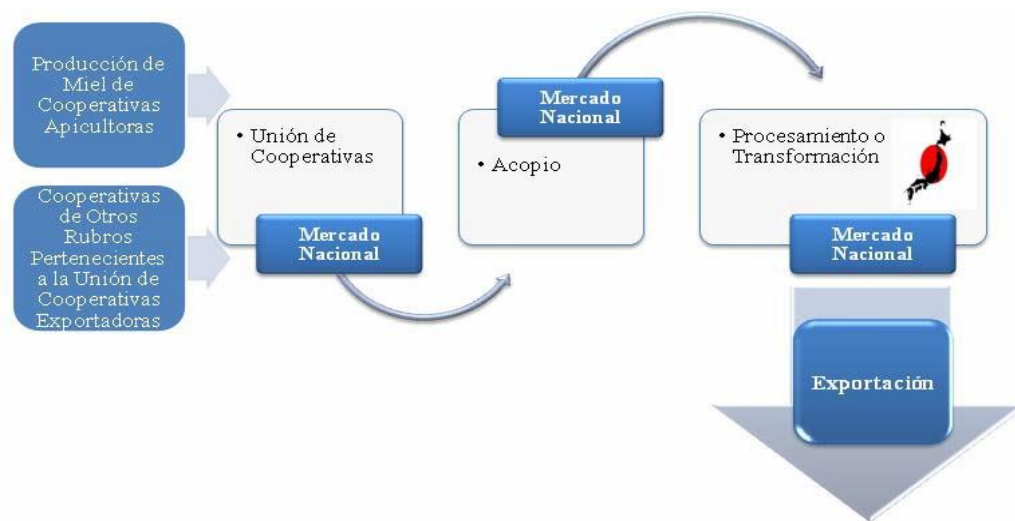 Producción de
Miel de
Cooperativas
Apicultoras
Cooperativas
de Otros
Rubros
Pertenecientes
a la Unión de
Cooperativas
Exportadoras
• Unión de
Cooperativas
Mercado
Nacional
Mercado
Nacional
• Acopio
• Procesamiento o
Transformación
Mercado
Nacional
Exportación